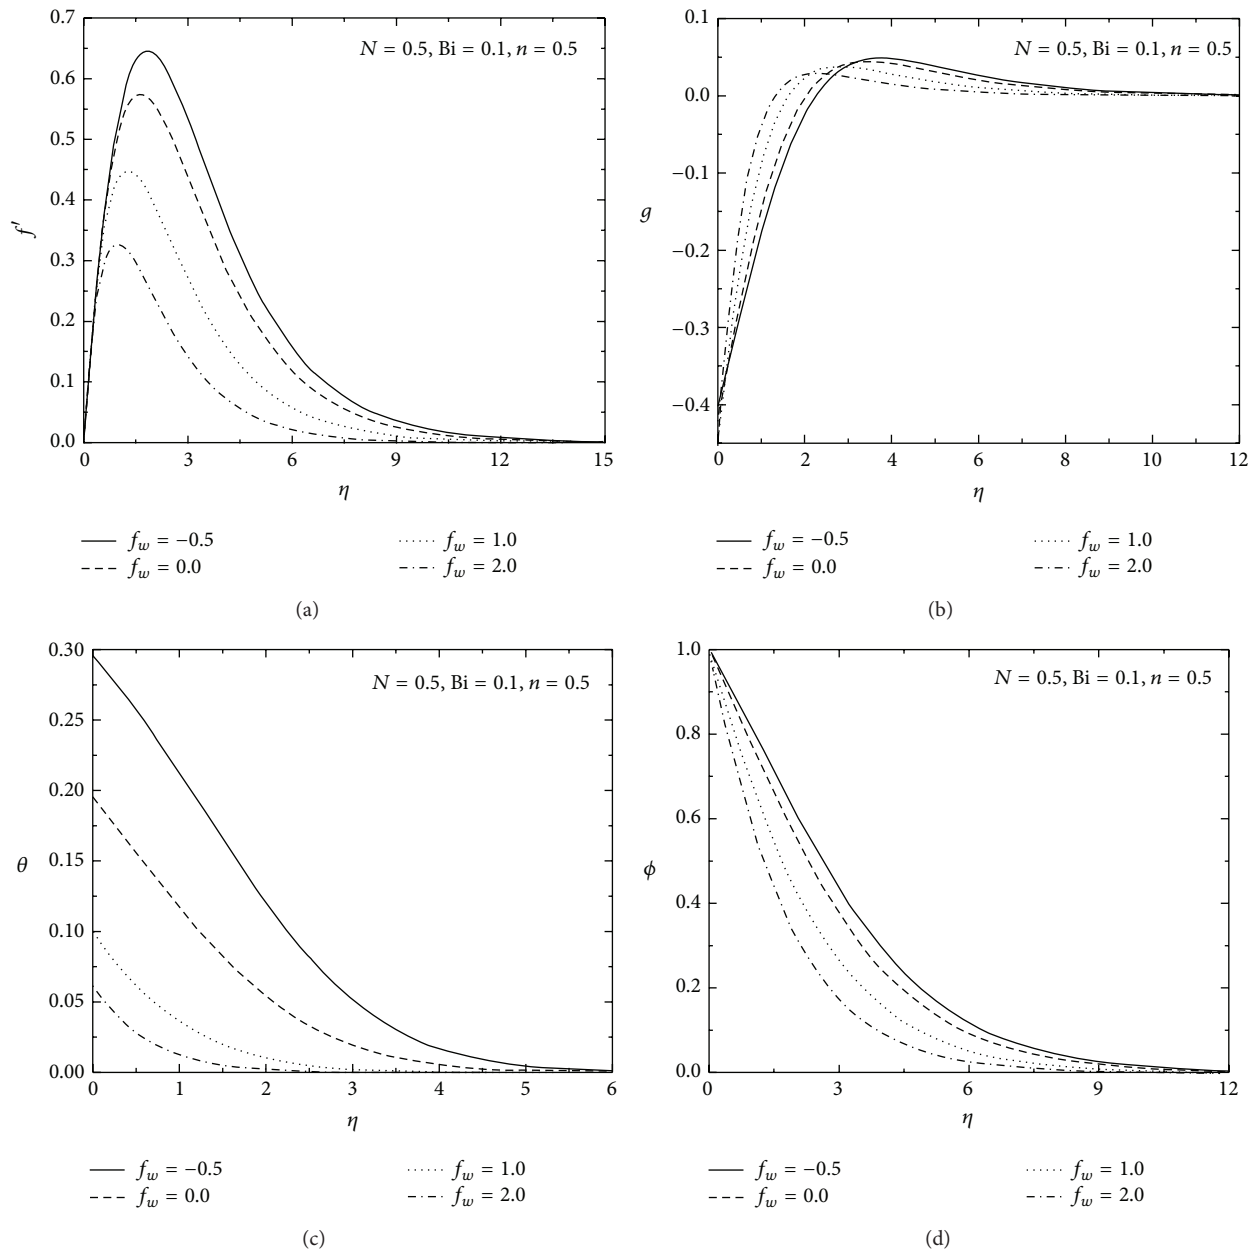 0.7
0.6
0.5
0.4
0.3
0.2
0.1
0.0
f′
N = 0.5, Bi = 0.1, n = 0.5
0 3 6 9 12 15
η
f_w = −0.5
f_w = 0.0
f_w = 1.0
f_w = 2.0
(a)
0.1
0.0
−0.1
−0.2
−0.3
−0.4
g
N = 0.5, Bi = 0.1, n = 0.5
0 2 4 6 8 10 12
η
f_w = −0.5
f_w = 0.0
f_w = 1.0
f_w = 2.0
(b)
0.30
0.25
0.20
0.15
0.10
0.05
0.00
θ
N = 0.5, Bi = 0.1, n = 0.5
0 1 2 3 4 5 6
η
f_w = −0.5
f_w = 0.0
f_w = 1.0
f_w = 2.0
(c)
1.0
0.8
0.6
0.4
0.2
0.0
ϕ
N = 0.5, Bi = 0.1, n = 0.5
0 3 6 9 12
η
f_w = −0.5
f_w = 0.0
f_w = 1.0
f_w = 2.0
(d)